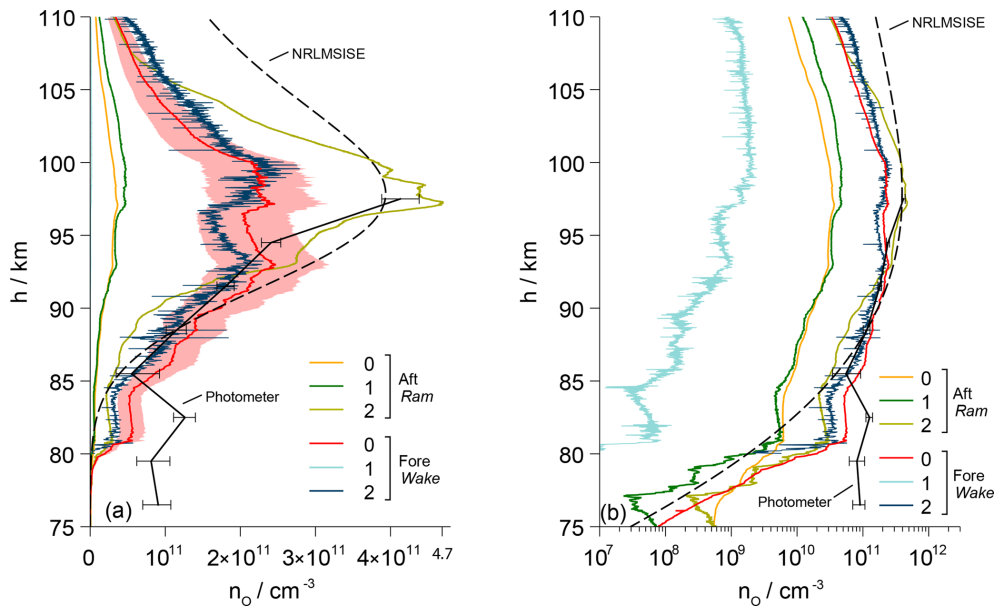 110
105
100
95
90
85
80
75
h / km
NRLMSISE
Photometer
0
1
2
Aft
Ram
0
1
2
Fore
Wake
(a)
0 10¹¹ 2×10¹¹ 3×10¹¹ 4×10¹¹ 4.7
n_O / cm⁻³
110
105
100
95
90
85
80
75
h / km
NRLMSISE
0
1
2
Aft
Ram
0
1
2
Fore
Wake
Photometer
(b)
10⁷ 10⁸ 10⁹ 10¹⁰ 10¹¹ 10¹²
n_O / cm⁻³